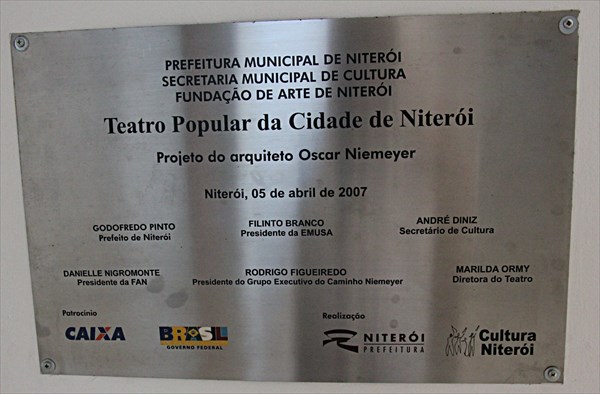 PREFEITURA MUNICIPAL DE NITERÓI
SECRETARIA MUNICIPAL DE CULTURA
FUNDAÇÃO DE ARTE DE NITERÓI
Teatro Popular da Cidade de Niterói
Projeto do arquiteto Oscar Niemeyer
Niterói, 05 de abril de 2007
GODOFREDO PINTO
Prefeito de Niterói
FILINTO BRANCO
Presidente da EMUSA
ANDRÉ DINIZ
Secretário de Cultura
DANIELLE NIGROMONTE
Presidente da FAN
RODRIGO FIGUEIREDO
Presidente do Grupo Executivo do Caminho Niemeyer
MARILDA ORMY
Diretora do Teatro
Patrocínio
CAIXA
BRASIL
GOVERNO FEDERAL
Realização
NITERÓI
PREFEITURA
Cultura
Niterói